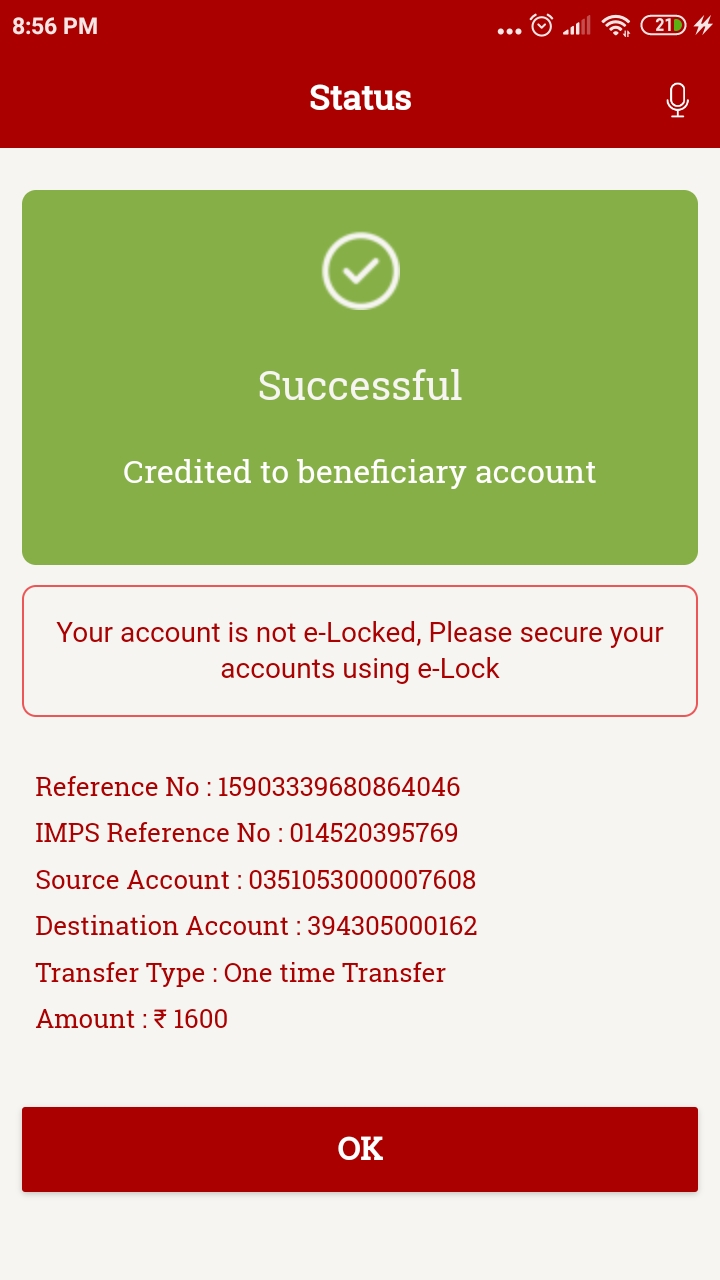 8:56 PM
21
Status
Successful
Credited to beneficiary account
Your account is not e-Locked, Please secure your
accounts using e-Lock
Reference No : 15903339680864046
IMPS Reference No : 014520395769
Source Account : 0351053000007608
Destination Account : 394305000162
Transfer Type : One time Transfer
Amount : ₹ 1600
OK